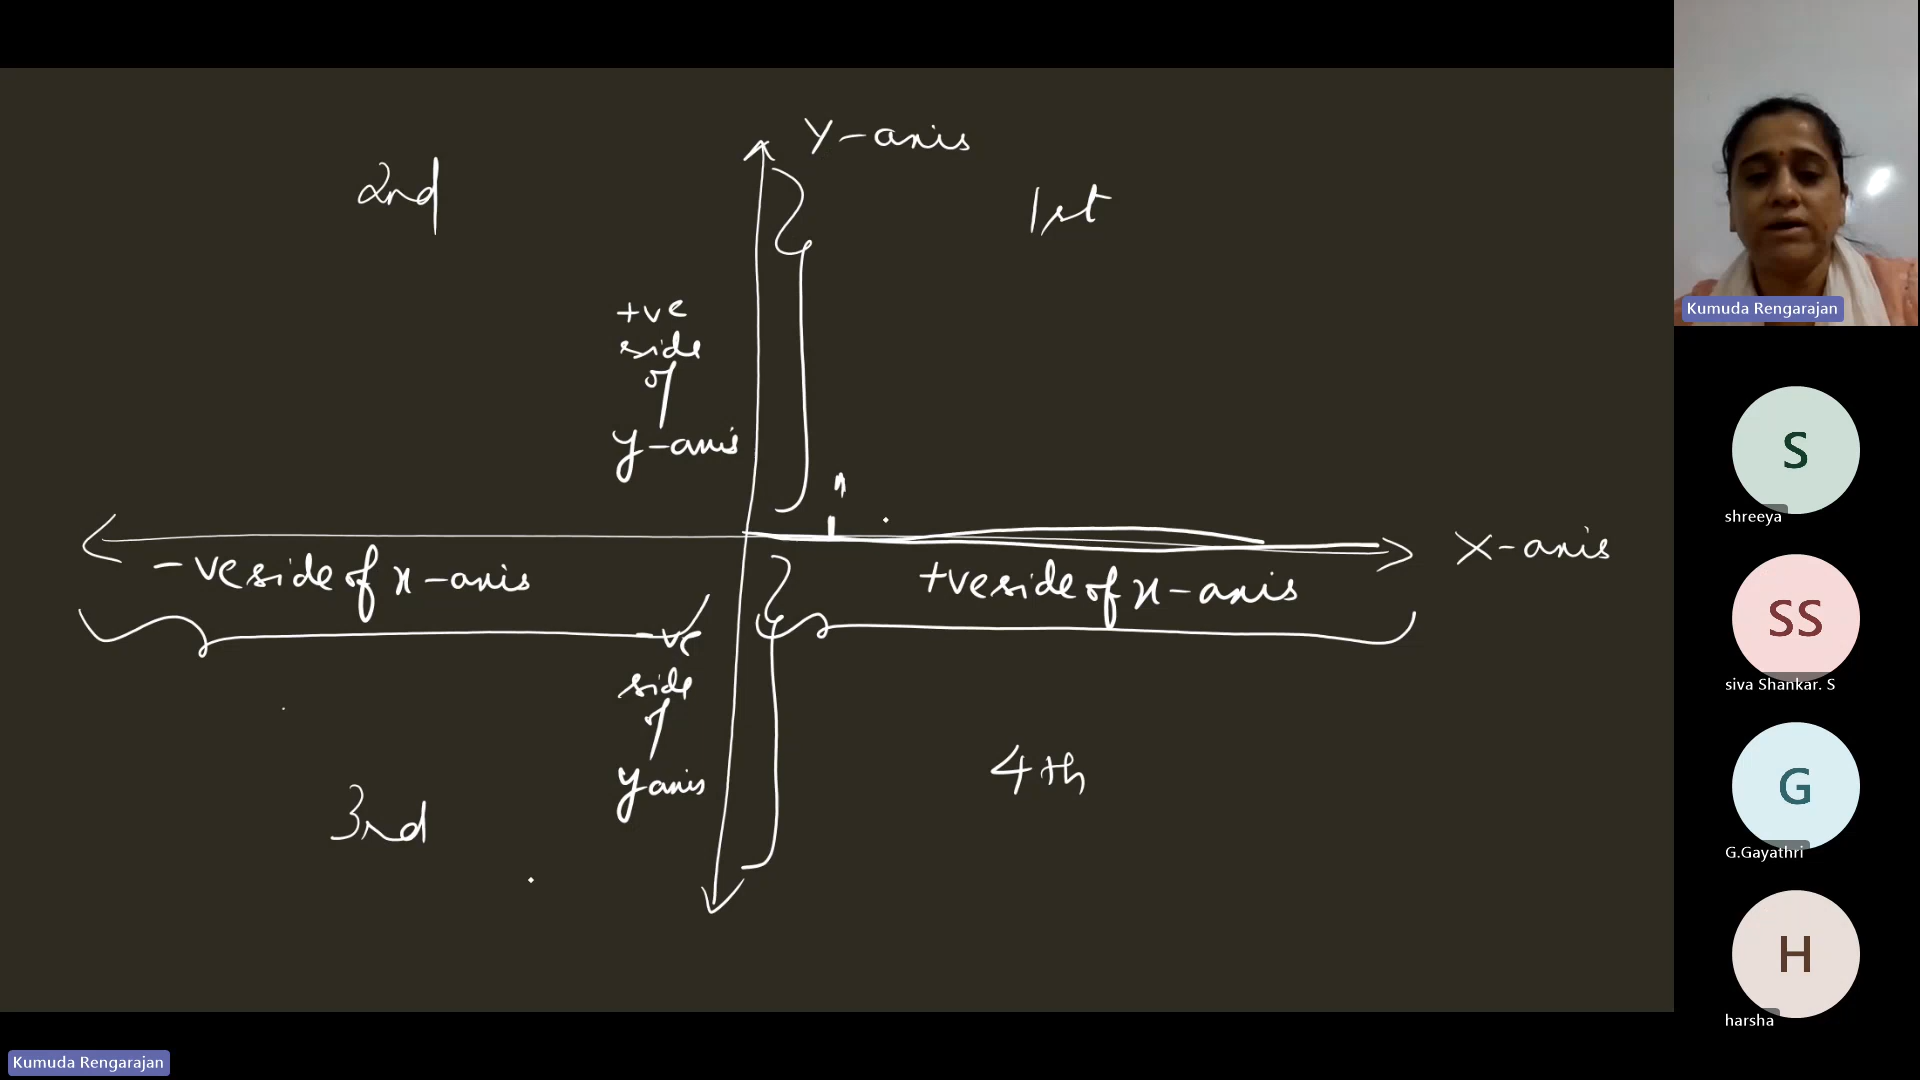 Y-axis
2nd
1st
+ve
side
of
y-axis
X-axis
-ve side of x-axis
+ve side of x-axis
-ve
side
of
y axis
4th
3rd
Kumuda Rengarajan
S
shreeya
SS
siva Shankar. S
G
G.Gayathri
H
harsha
Kumuda Rengarajan